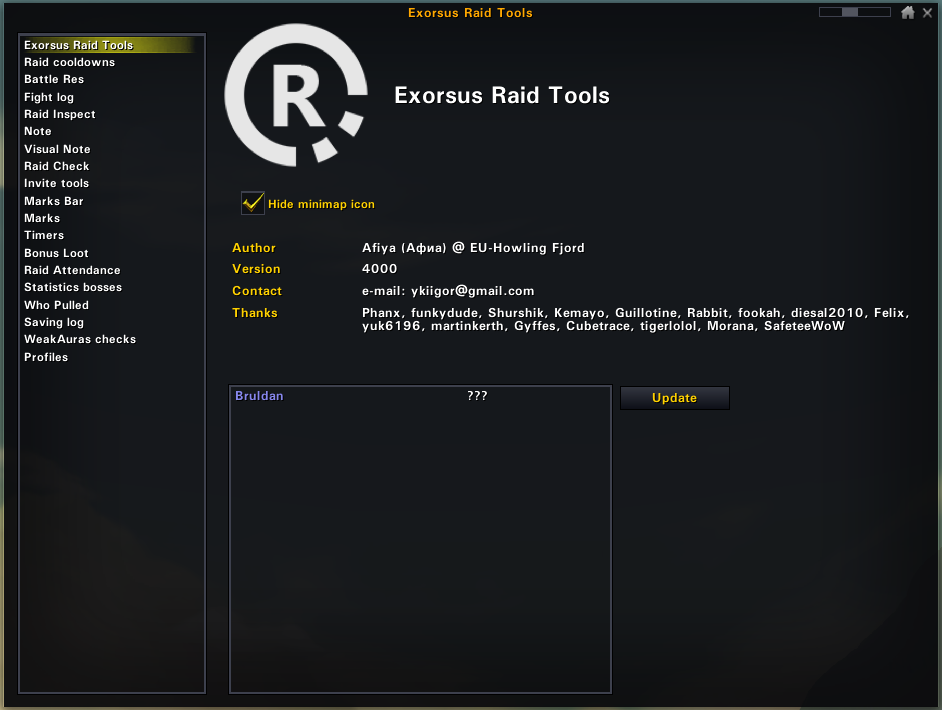 Exorsus Raid Tools
Exorsus Raid Tools
Raid cooldowns
Battle Res
Fight log
Raid Inspect
Note
Visual Note
Raid Check
Invite tools
Marks Bar
Marks
Timers
Bonus Loot
Raid Attendance
Statistics bosses
Who Pulled
Saving log
WeakAuras checks
Profiles
R
Exorsus Raid Tools
Hide minimap icon
Author Afiya (Афиа) @ EU-Howling Fjord
Version 4000
Contact e-mail: ykiigor@gmail.com
Thanks Phanx, funkydude, Shurshik, Kemayo, Guillotine, Rabbit, fookah, diesal2010, Felix,
yuk6196, martinkerth, Gyffes, Cubetrace, tigerlolol, Morana, SafeteeWoW
Bruldan ???
Update